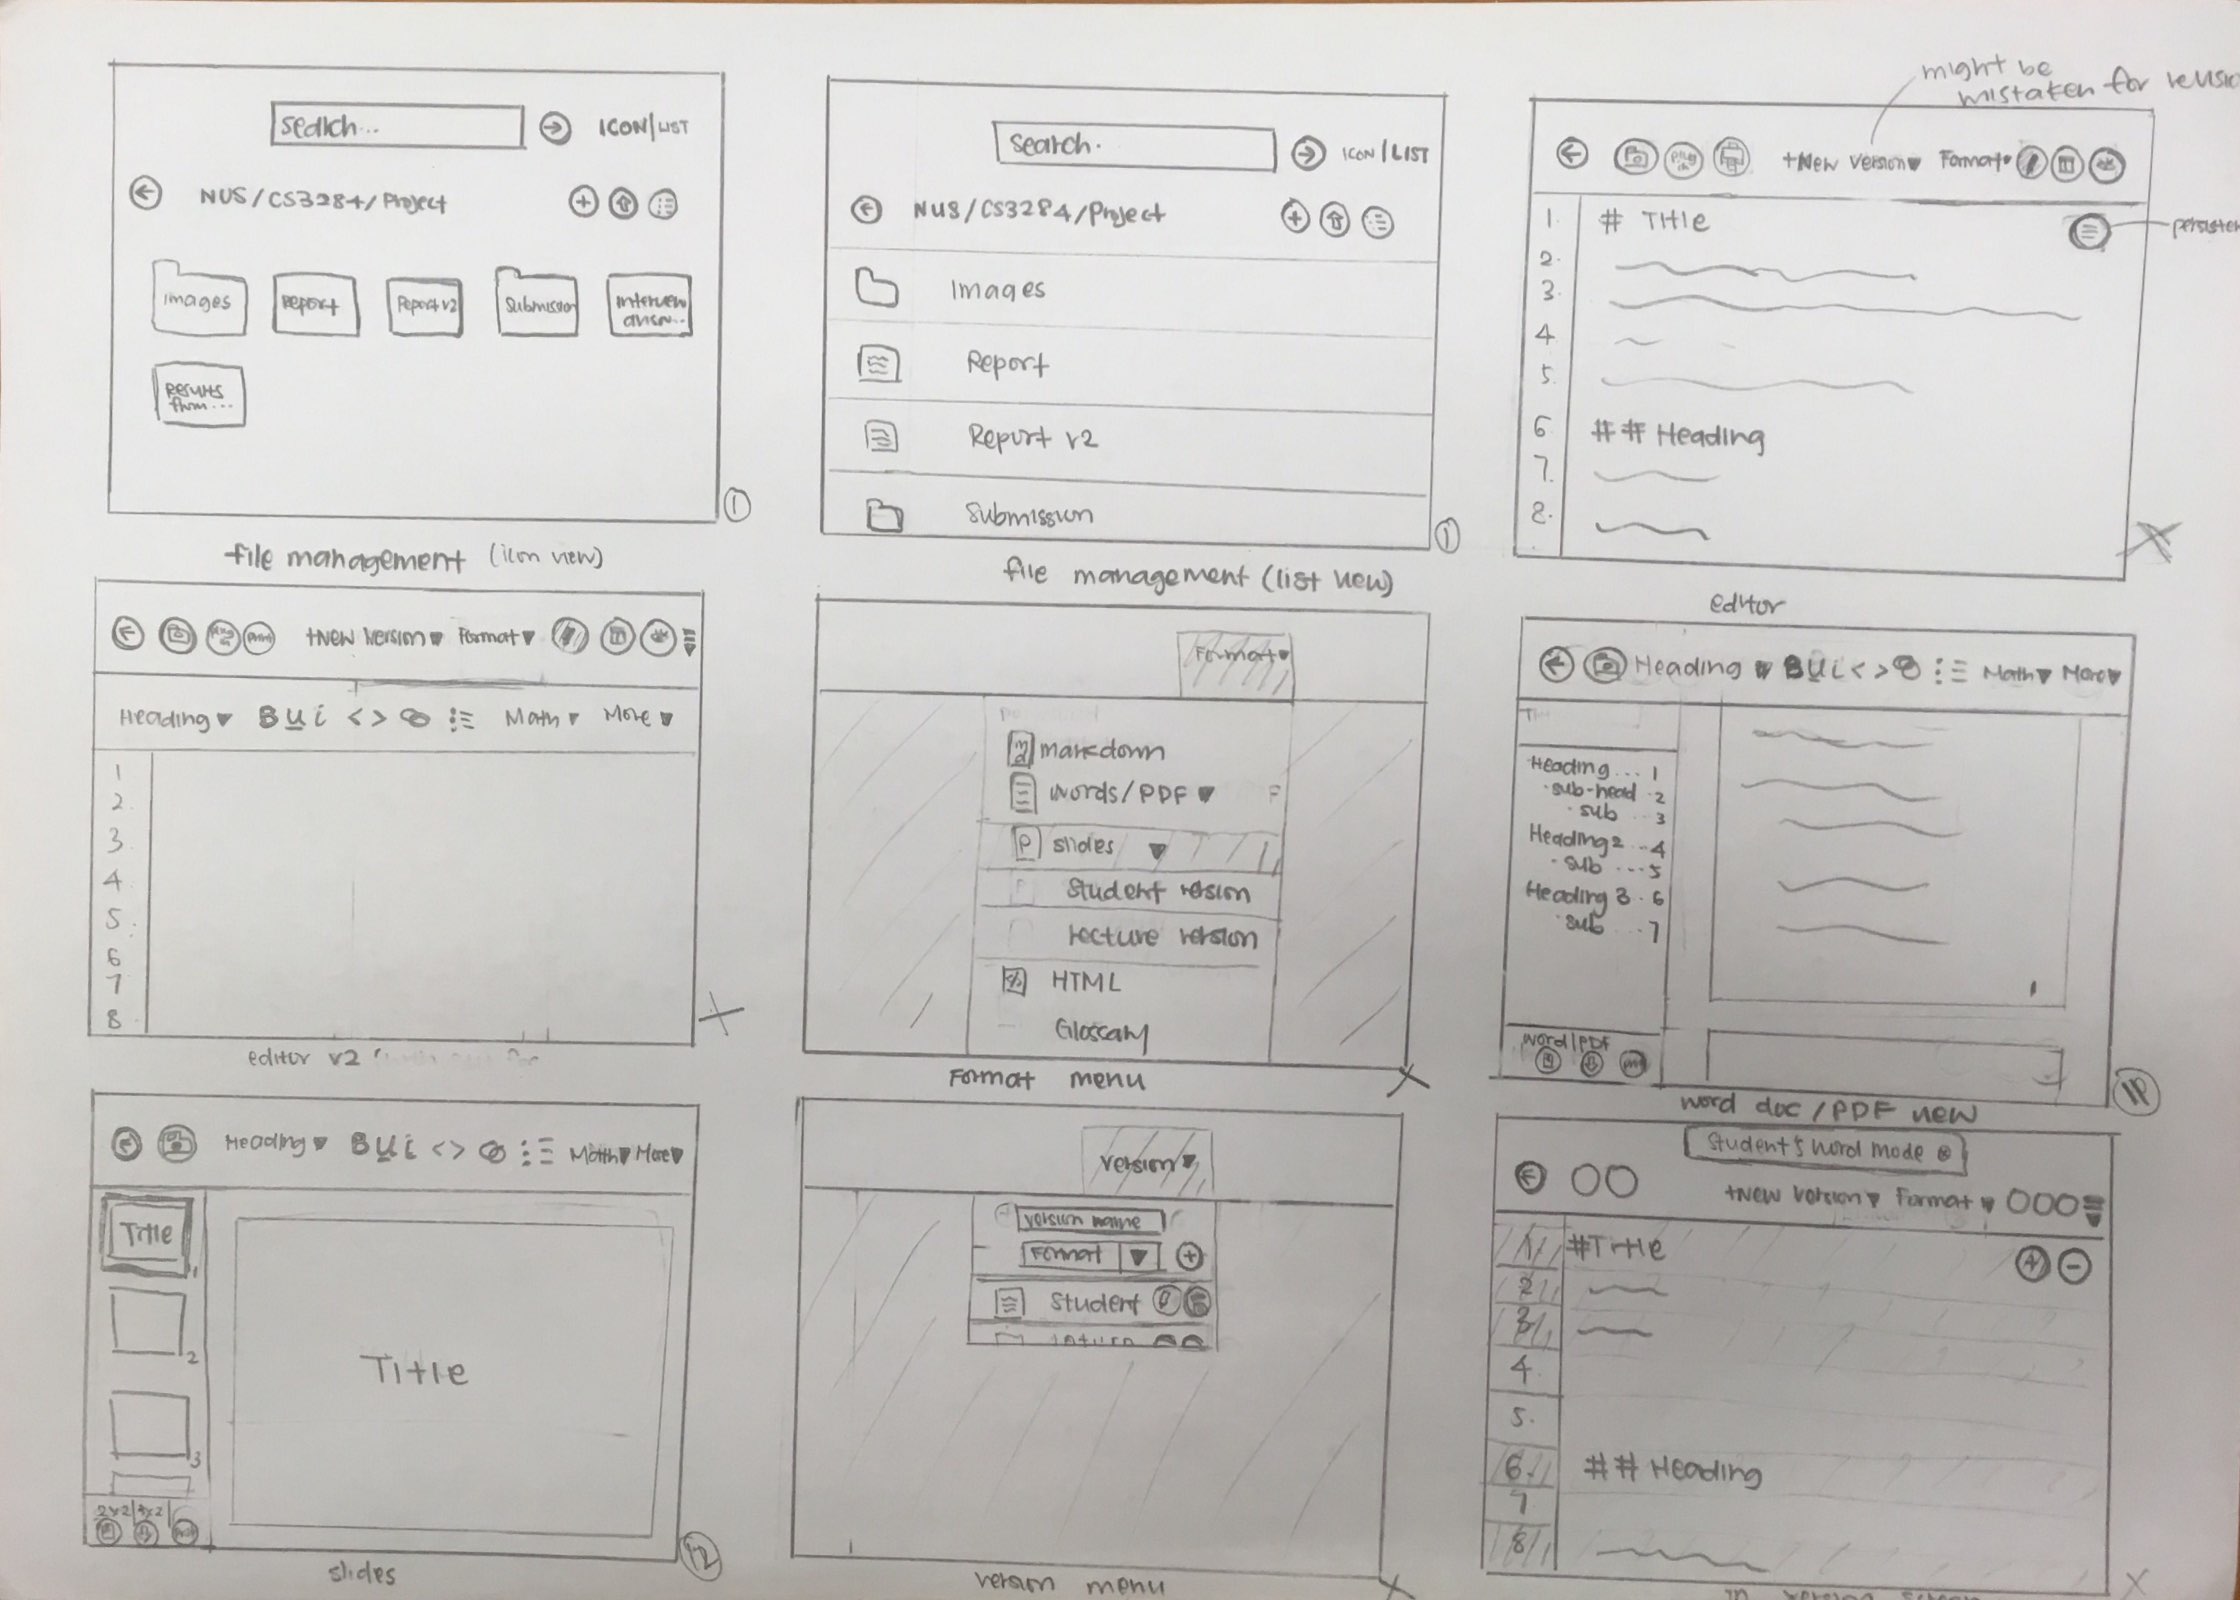 search...
ICON/LIST
NUS/CS3284/Project
Images
Report
Report v2
Submission
Interview
Results
from...
1
file management (icon view)
search.
ICON/LIST
NUS/CS3284/Project
Images
Report
Report v2
Submission
1
file management (list view)
might be
mistaken for
+New Version Format
1. # Title
2.
3.
4
5.
6 ## Heading
7.
8.
editor
+New Version Format
Heading B U i < > Math More
1
2.
3
4
5.
6
7
8
editor v2
Format
markdown
Words/PDF
P slides
Student version
Lecture version
HTML
Glossary
Format menu
Heading B U i < > Math More
Heading... 1
sub-head 2
sub .. 3
Heading 2 ..4
sub ...5
Heading 3. 6
sub ... 7
word/PDF
word doc/PDF view
Heading B U i < > Math More
Title
1
2
3
Title
slides
Version
version name
Format
Student
version menu
Student's word mode
+New Version Format
1 #Title
2
3
4
5.
6. ## Heading
7
8
in version screen